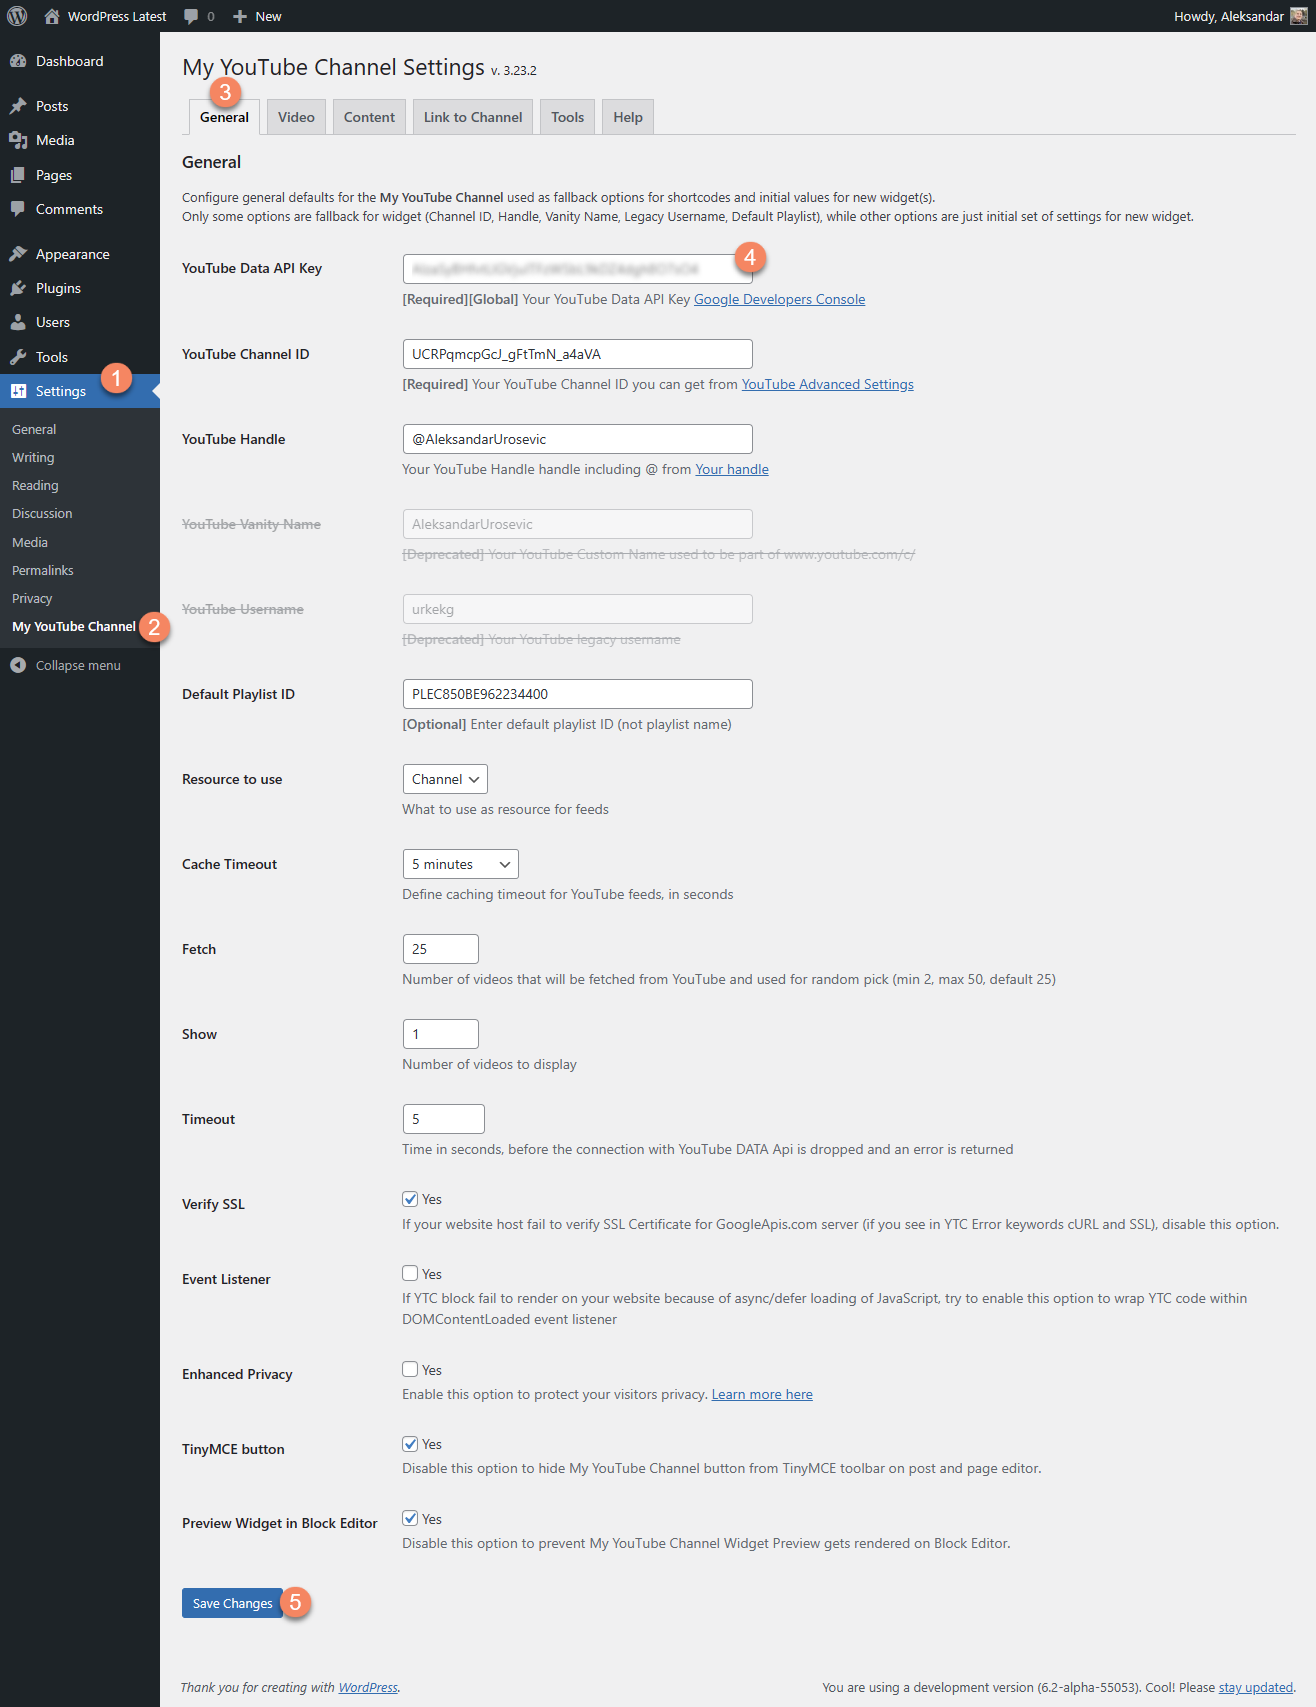 WordPress Latest 0 New Howdy, Aleksandar
Dashboard
Posts
Media
Pages
Comments
Appearance
Plugins
Users
Tools
Settings 1
General
Writing
Reading
Discussion
Media
Permalinks
Privacy
My YouTube Channel 2
Collapse menu
My YouTube Channel Settings v. 3.23.2
3
General Video Content Link to Channel Tools Help
General
Configure general defaults for the My YouTube Channel used as fallback options for shortcodes and initial values for new widget(s).
Only some options are fallback for widget (Channel ID, Handle, Vanity Name, Legacy Username, Default Playlist), while other options are just initial set of settings for new widget.
YouTube Data API Key 4
[Required][Global] Your YouTube Data API Key Google Developers Console
YouTube Channel ID UCRPqmcpGcJ_gFtTmN_a4aVA
[Required] Your YouTube Channel ID you can get from YouTube Advanced Settings
YouTube Handle @AleksandarUrosevic
Your YouTube Handle handle including @ from Your handle
YouTube Vanity Name AleksandarUrosevic
[Deprecated] Your YouTube Custom Name used to be part of www.youtube.com/c/
YouTube Username urkekg
[Deprecated] Your YouTube legacy username
Default Playlist ID PLEC850BE962234400
[Optional] Enter default playlist ID (not playlist name)
Resource to use Channel
What to use as resource for feeds
Cache Timeout 5 minutes
Define caching timeout for YouTube feeds, in seconds
Fetch 25
Number of videos that will be fetched from YouTube and used for random pick (min 2, max 50, default 25)
Show 1
Number of videos to display
Timeout 5
Time in seconds, before the connection with YouTube DATA Api is dropped and an error is returned
Verify SSL Yes
If your website host fail to verify SSL Certificate for GoogleApis.com server (if you see in YTC Error keywords cURL and SSL), disable this option.
Event Listener Yes
If YTC block fail to render on your website because of async/defer loading of JavaScript, try to enable this option to wrap YTC code within
DOMContentLoaded event listener
Enhanced Privacy Yes
Enable this option to protect your visitors privacy. Learn more here
TinyMCE button Yes
Disable this option to hide My YouTube Channel button from TinyMCE toolbar on post and page editor.
Preview Widget in Block Editor Yes
Disable this option to prevent My YouTube Channel Widget Preview gets rendered on Block Editor.
Save Changes 5
Thank you for creating with WordPress. You are using a development version (6.2-alpha-55053). Cool! Please stay updated.